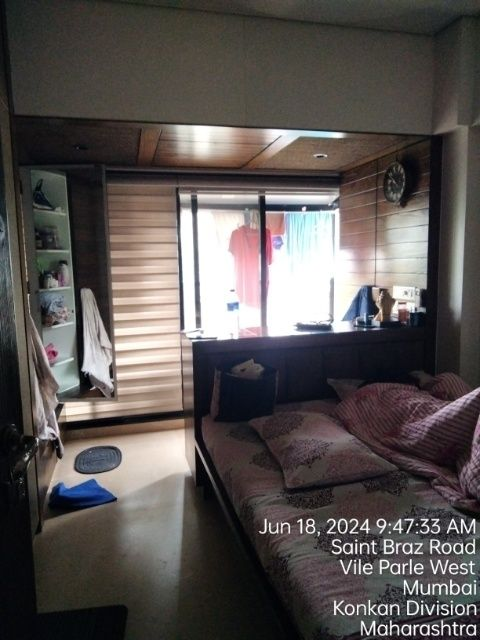 Jun 18, 2024 9:47:33 AM
Saint Braz Road
Vile Parle West
Mumbai
Konkan Division
Maharashtra